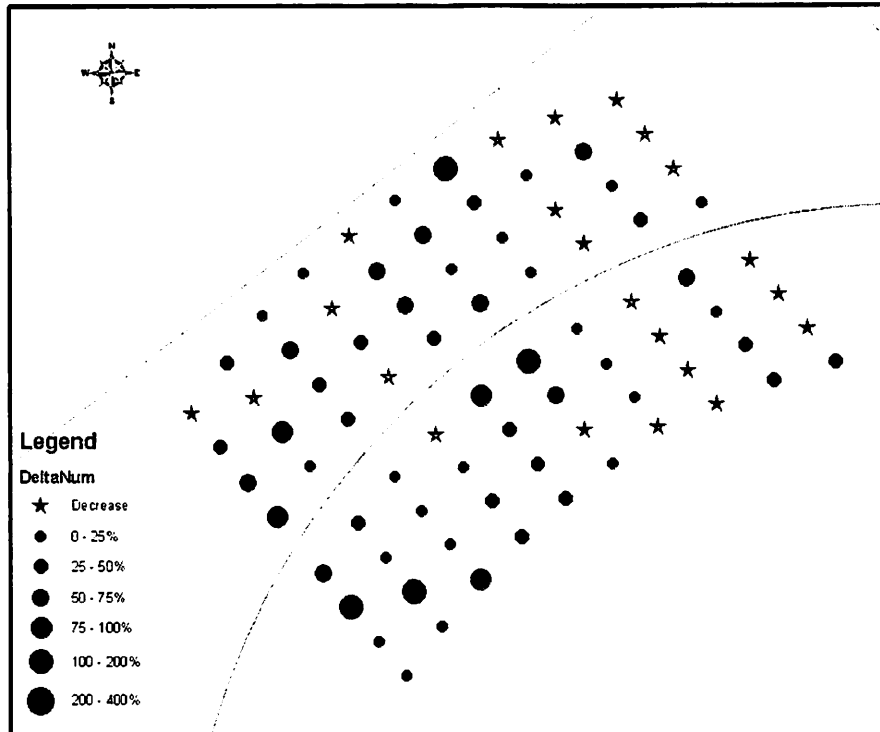 N
W E
S
Legend
DeltaNum
Decrease
0 - 25%
25 - 50%
50 - 75%
75 - 100%
100 - 200%
200 - 400%